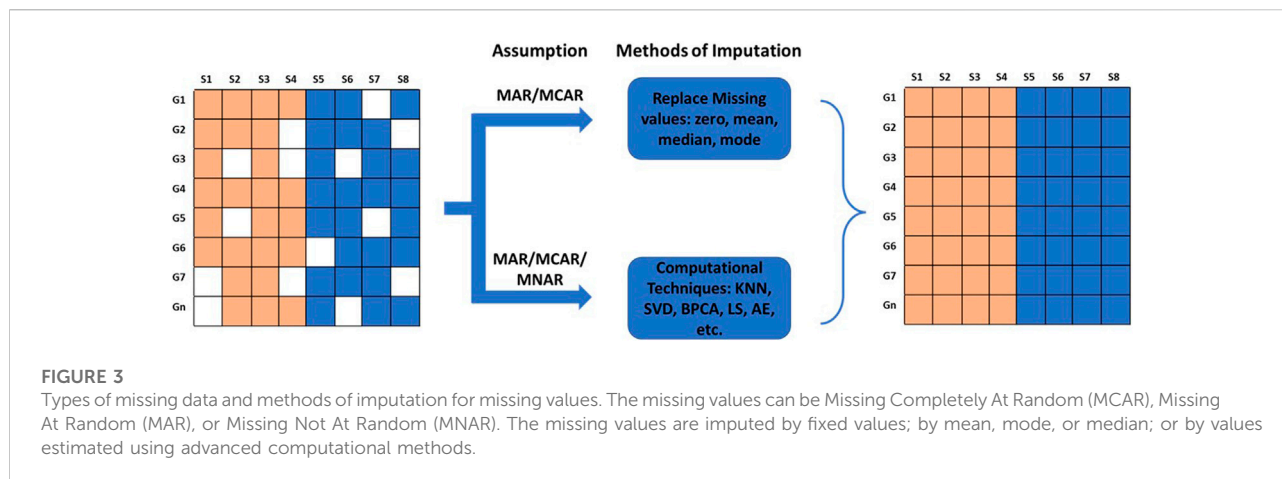 Assumption Methods of Imputation
S1 S2 S3 S4 S5 S6 S7 S8
G1
G2
G3
G4
G5
G6
G7
Gn
MAR/MCAR
Replace Missing
values: zero, mean,
median, mode
MAR/MCAR/
MNAR
Computational
Techniques: KNN,
SVD, BPCA, LS, AE,
etc.
S1 S2 S3 S4 S5 S6 S7 S8
G1
G2
G3
G4
G5
G6
G7
Gn
FIGURE 3
Types of missing data and methods of imputation for missing values. The missing values can be Missing Completely At Random (MCAR), Missing
At Random (MAR), or Missing Not At Random (MNAR). The missing values are imputed by fixed values; by mean, mode, or median; or by values
estimated using advanced computational methods.